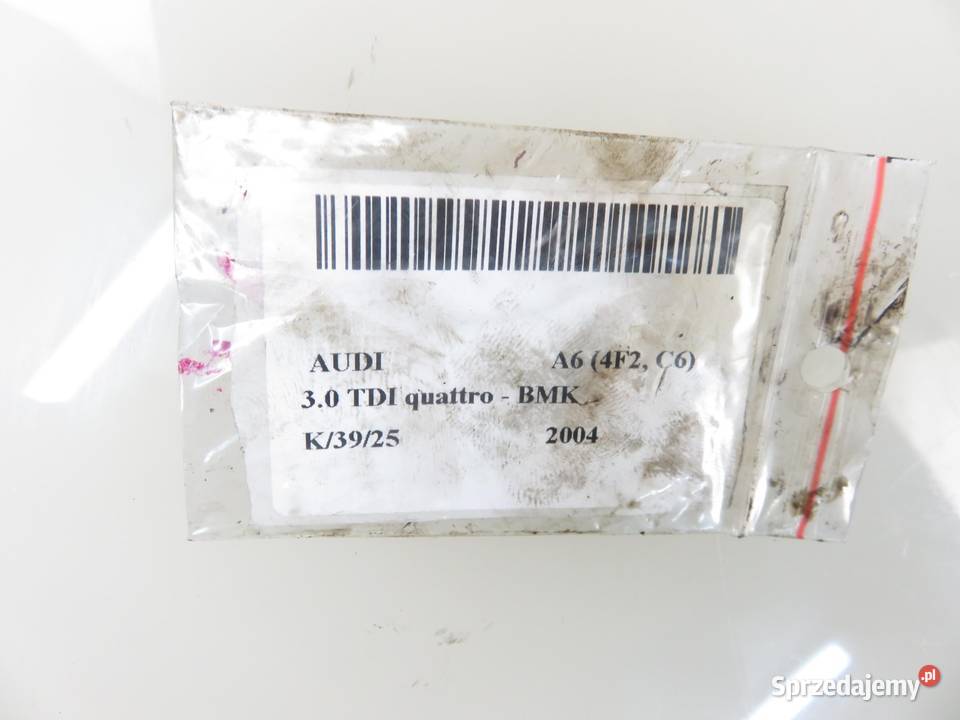 AUDI A6 (4F2, C6)
3.0 TDI quattro - BMK
K/39/25 2004
Sprzedajemy.pl